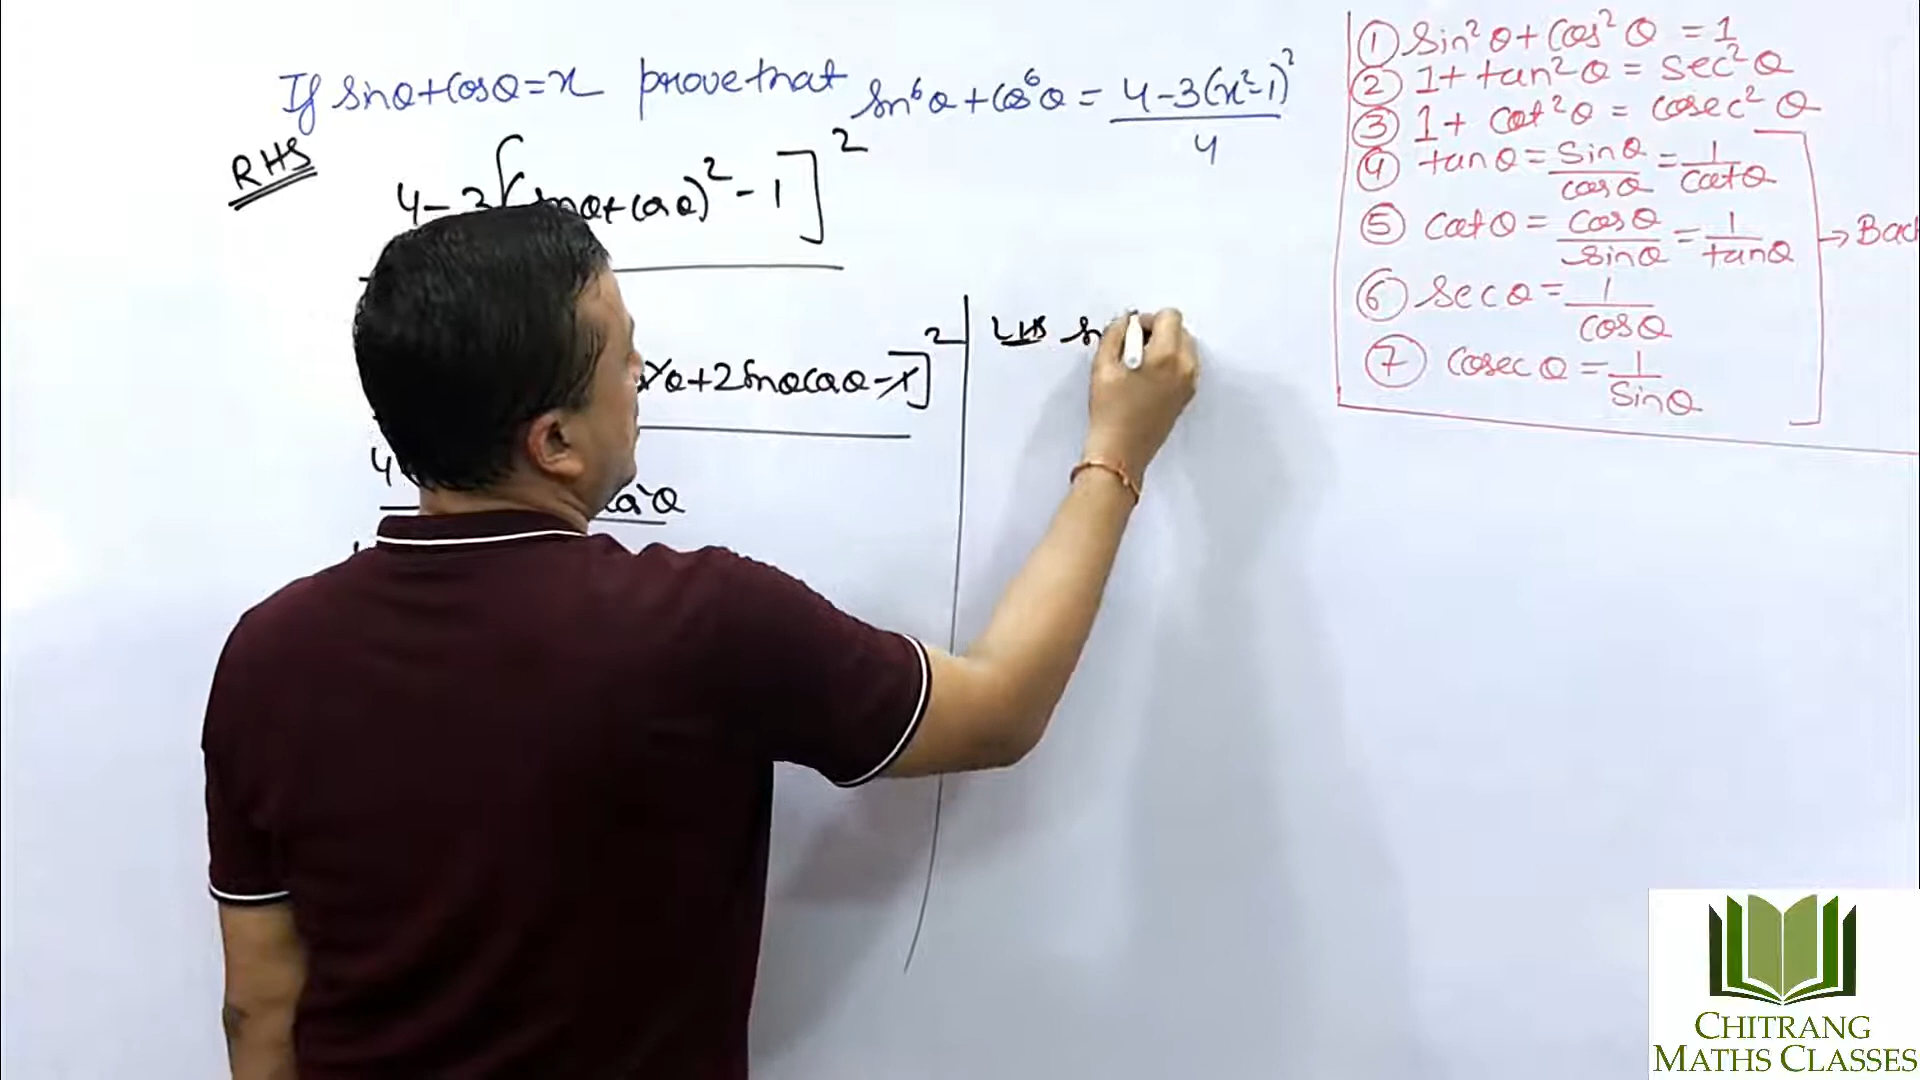 If sinθ+cosθ=x prove that sin⁶θ+cos⁶θ = 4-3(x²-1)²
4
RHS
4-3[(sinθ+cosθ)²-1]²
θ+2sinθcosθ-1]²
4
cos²θ
LHS
① sin²θ+cos²θ = 1
② 1+tan²θ = sec²θ
③ 1+ cot²θ = cosec²θ
④ tanθ = sinθ/cosθ = 1/cotθ
⑤ cotθ = cosθ/sinθ = 1/tanθ
⑥ secθ = 1/cosθ
⑦ cosecθ = 1/sinθ
→
CHITRANG
MATHS CLASSES